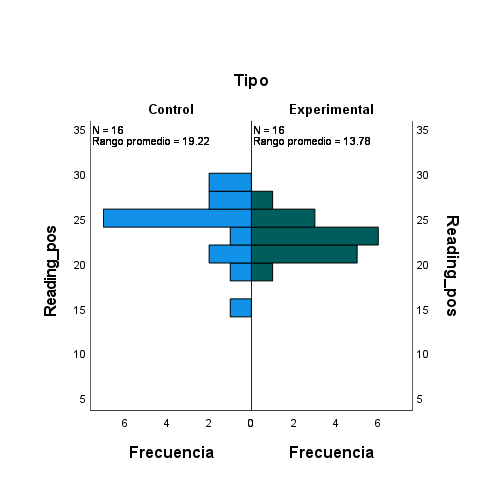 Tipo
Control
Experimental
N = 16
Rango promedio = 19.22
N = 16
Rango promedio = 13.78
35
30
25
20
15
10
5
Reading_pos
35
30
25
20
15
10
5
Reading_pos
6
4
2
0
0
2
4
6
Frecuencia
Frecuencia